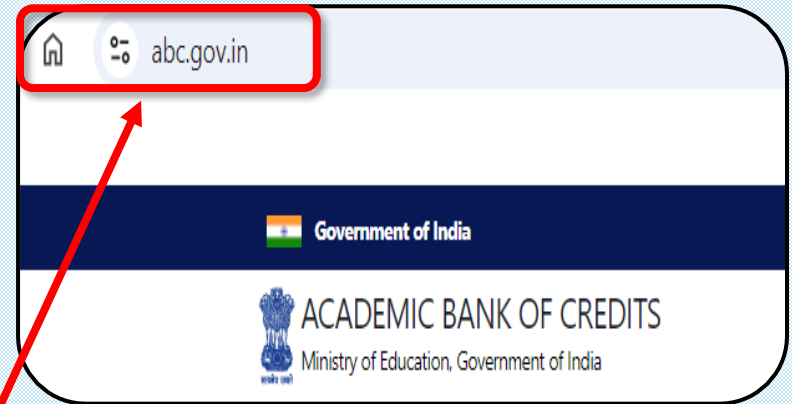 abc.gov.in
Government of India
ACADEMIC BANK OF CREDITS
Ministry of Education, Government of India